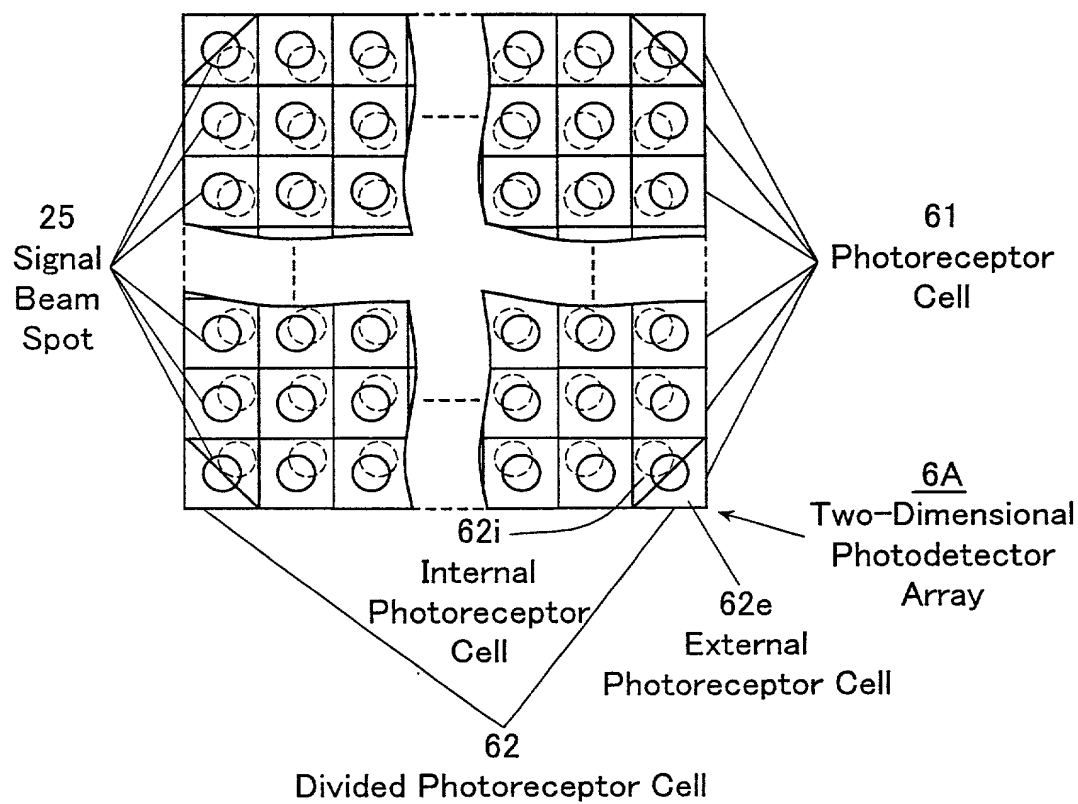 25
Signal
Beam
Spot
61
Photoreceptor
Cell
6A
Two-Dimensional
Photodetector
Array
62i
Internal
Photoreceptor
Cell
62e
External
Photoreceptor Cell
62
Divided Photoreceptor Cell